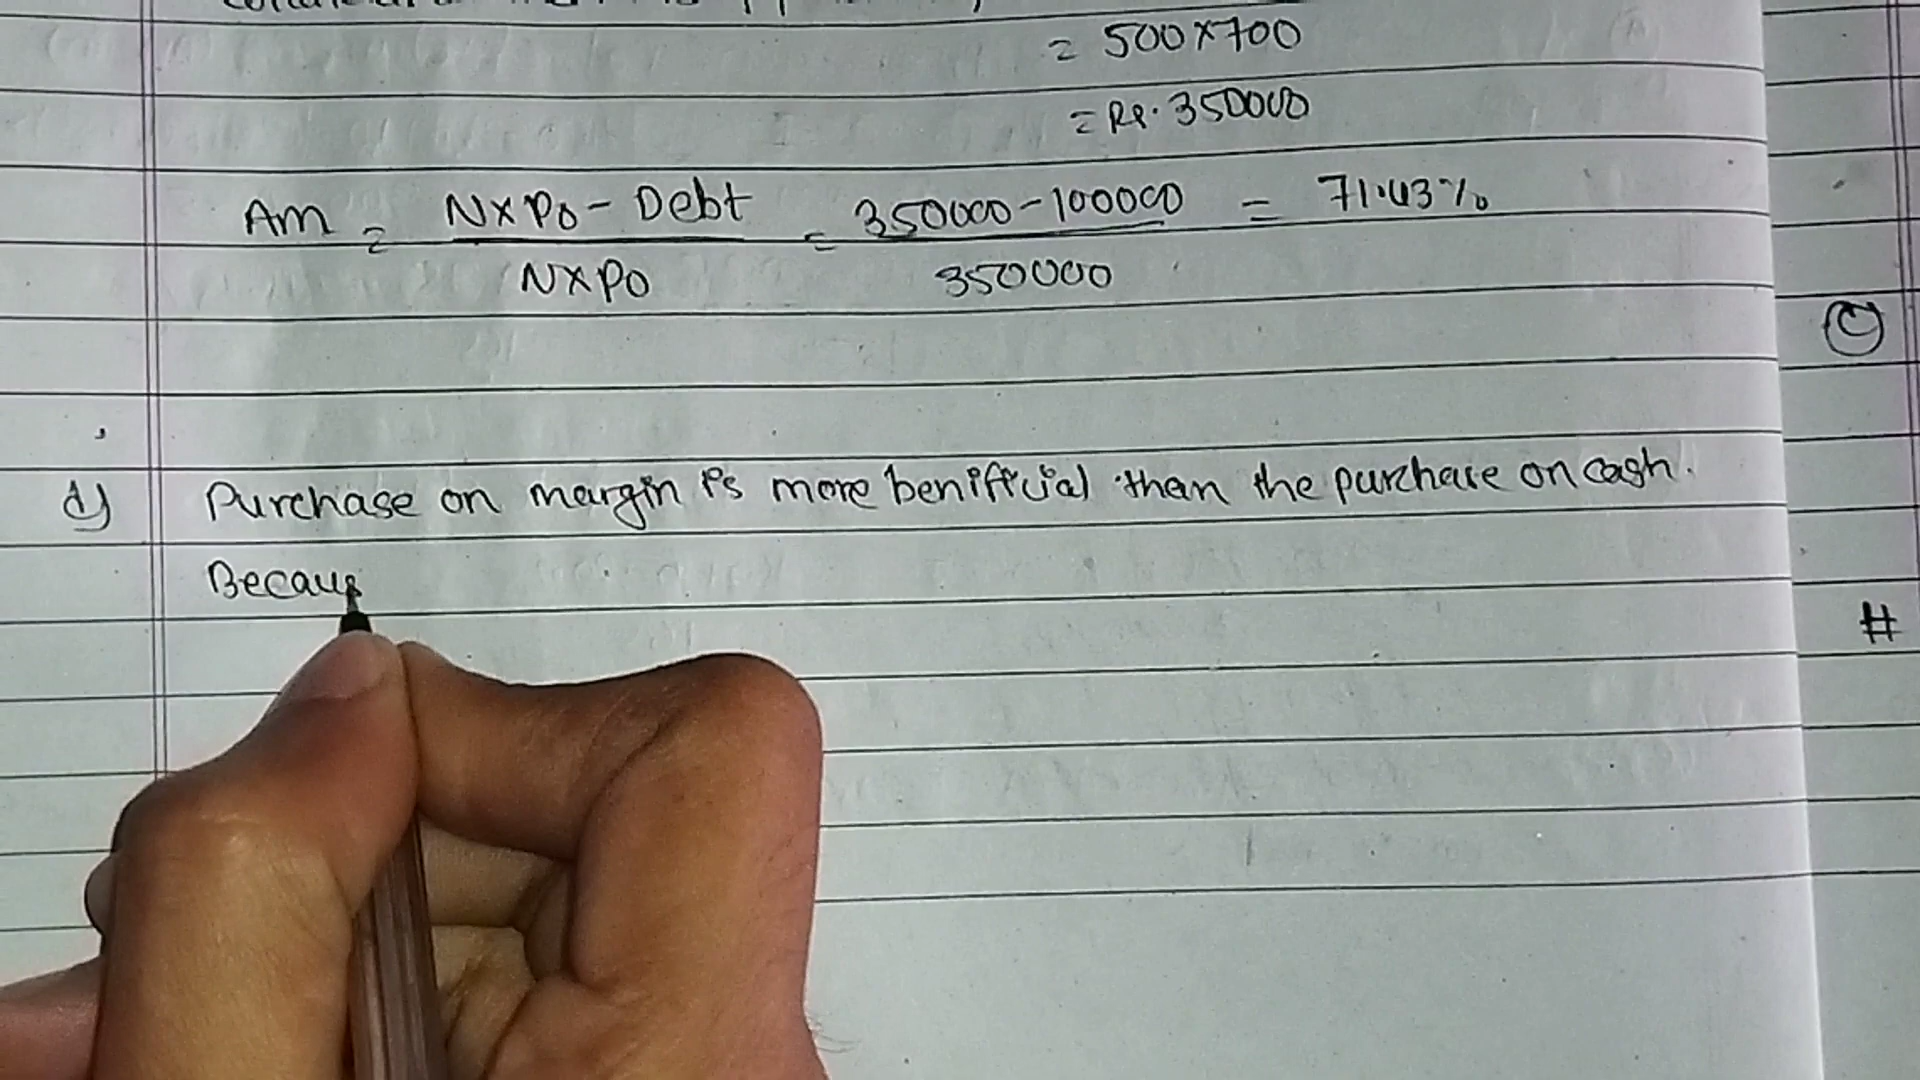 = 500×700
= Rs. 350000
Am = N×P0 - Debt / N×P0 = 350000-100000 / 350000 = 71.43%
C
d) Purchase on margin is more benificial than the purchase on cash.
Becaus
#